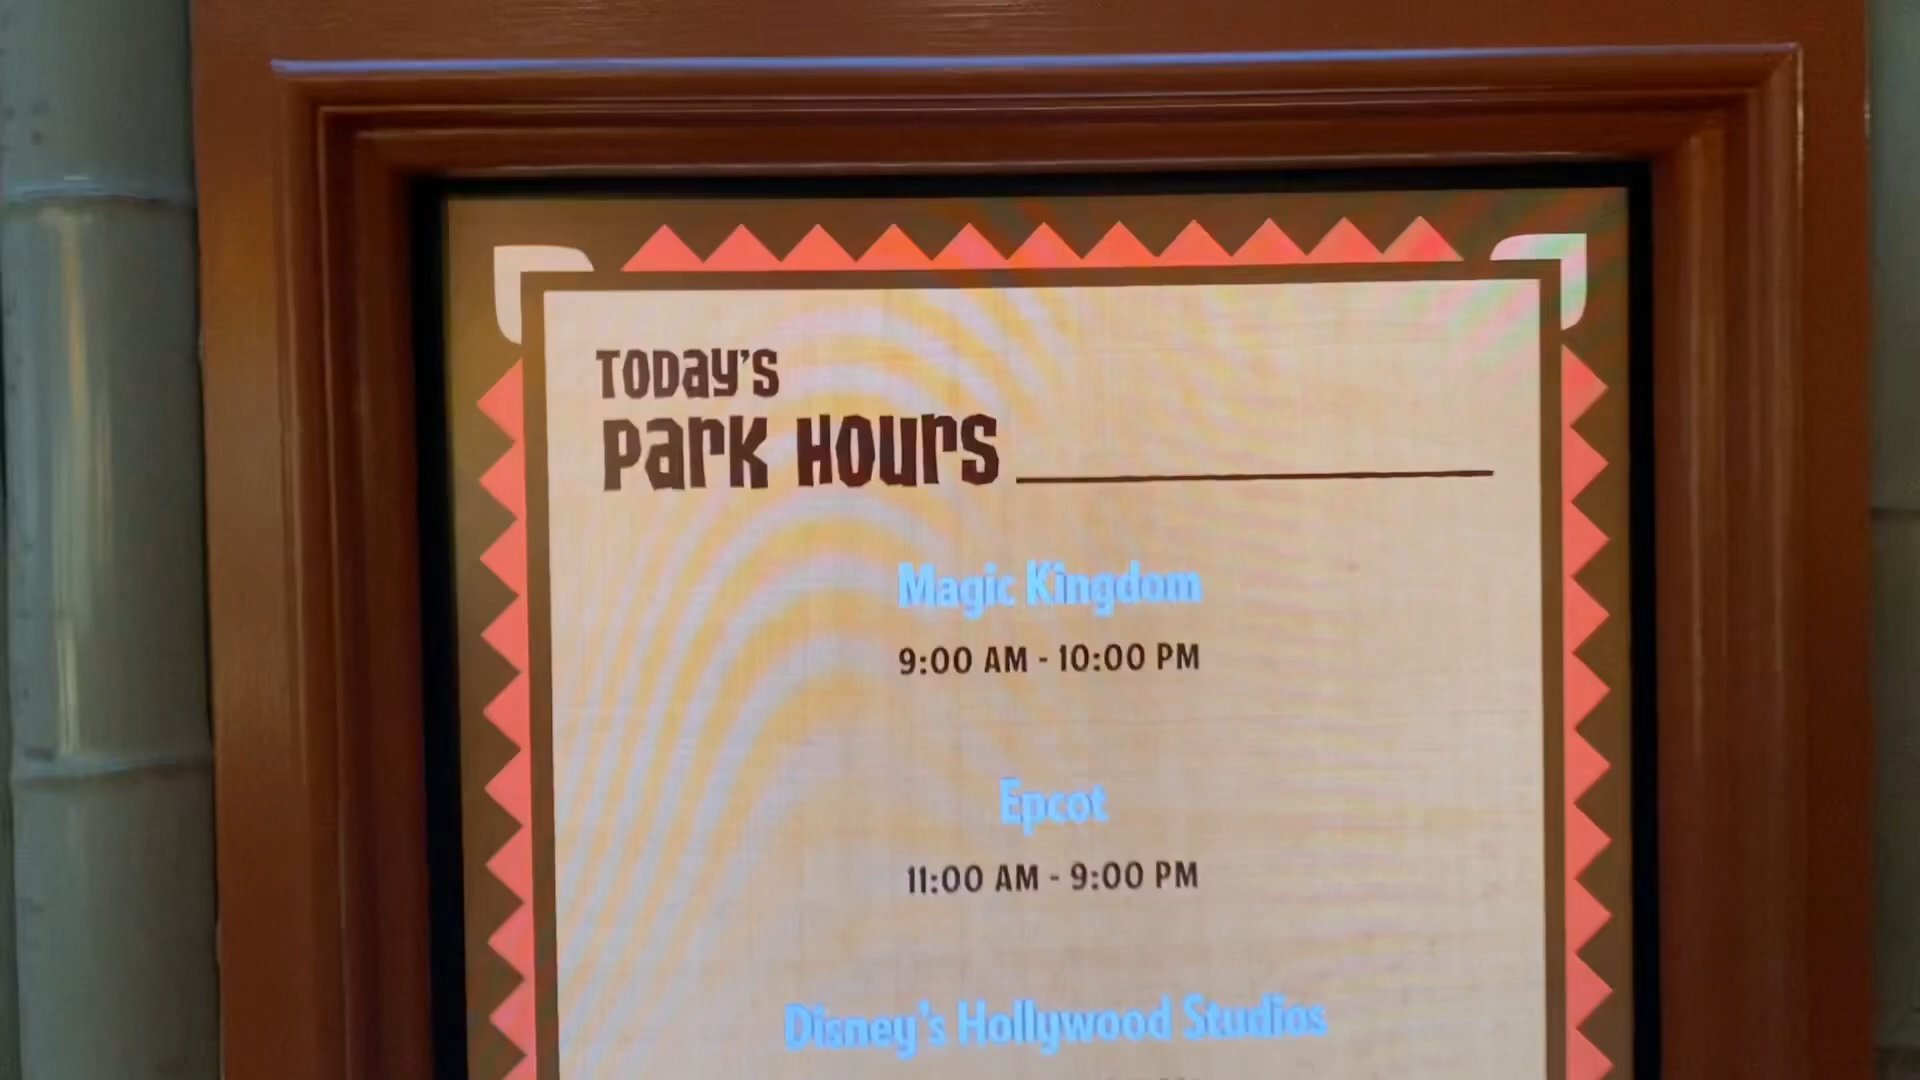 TODAY'S
PARK HOURS
Magic Kingdom
9:00 AM - 10:00 PM
Epcot
11:00 AM - 9:00 PM
Disney's Hollywood Studios